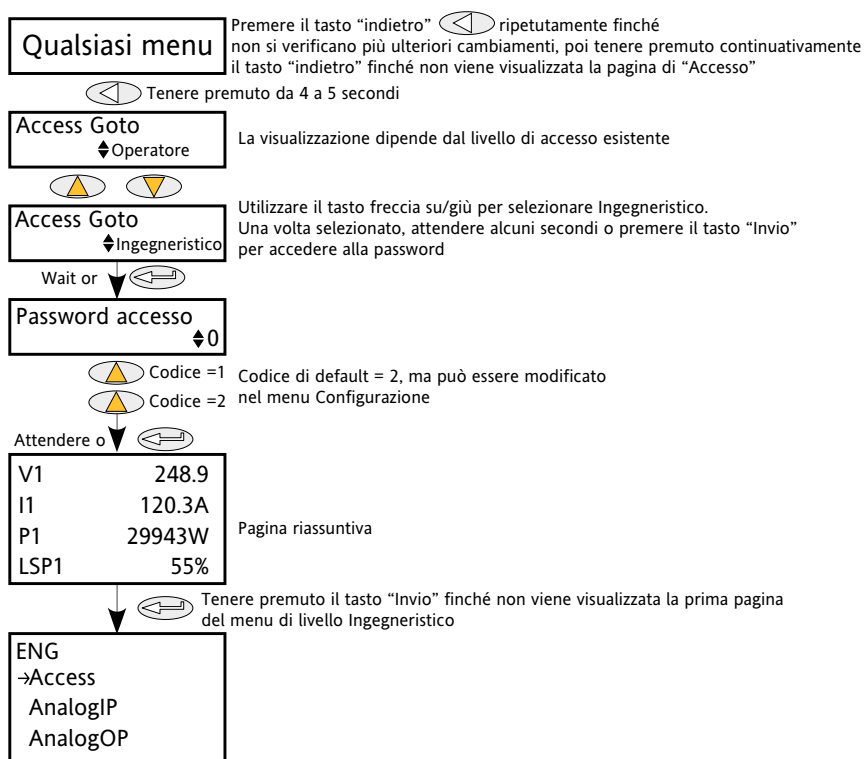 Qualsiasi menu
Premere il tasto “indietro” ripetutamente finché
non si verificano più ulteriori cambiamenti, poi tenere premuto continuativamente
il tasto “indietro” finché non viene visualizzata la pagina di “Accesso”
Tenere premuto da 4 a 5 secondi
Access Goto
Operatore
La visualizzazione dipende dal livello di accesso esistente
Access Goto
Ingegneristico
Utilizzare il tasto freccia su/giù per selezionare Ingegneristico.
Una volta selezionato, attendere alcuni secondi o premere il tasto “Invio”
per accedere alla password
Wait or
Password accesso
0
Codice =1
Codice =2
Codice di default = 2, ma può essere modificato
nel menu Configurazione
Attendere o
V1 248.9
I1 120.3A
P1 29943W
LSP1 55%
Pagina riassuntiva
Tenere premuto il tasto “Invio” finché non viene visualizzata la prima pagina
del menu di livello Ingegneristico
ENG
→Access
AnalogIP
AnalogOP